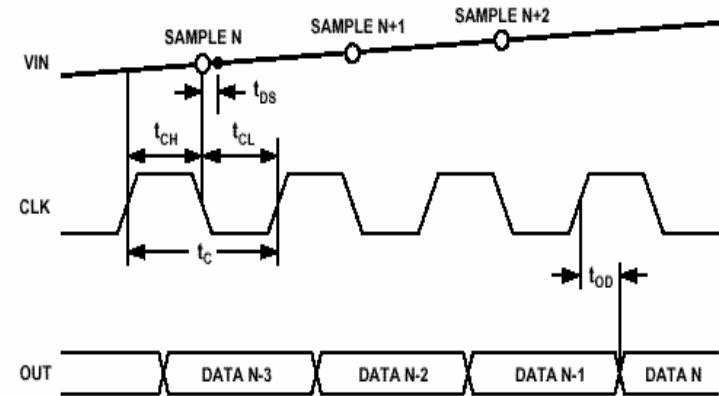 SAMPLE N
SAMPLE N+1
SAMPLE N+2
VIN
tDS
tCH
tCL
CLK
tC
tOD
OUT
DATA N-3
DATA N-2
DATA N-1
DATA N